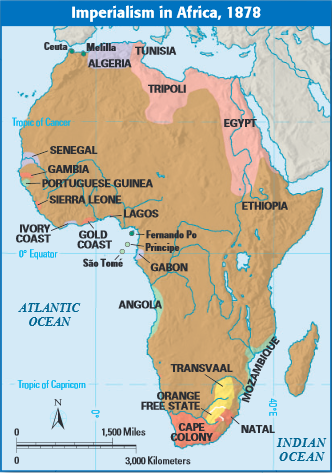 Imperialism in Africa, 1878
Ceuta
Melilla
TUNISIA
ALGERIA
TRIPOLI
EGYPT
Tropic of Cancer
SENEGAL
GAMBIA
PORTUGUESE GUINEA
SIERRA LEONE
ETHIOPIA
LAGOS
IVORY
COAST
GOLD
COAST
Fernando Po
Príncipe
0° Equator
São Tomé
GABON
ATLANTIC
OCEAN
ANGOLA
MOZAMBIQUE
TRANSVAAL
Tropic of Capricorn
ORANGE
FREE STATE
N
0°
40°E
CAPE
COLONY
NATAL
0
1,500 Miles
0
3,000 Kilometers
INDIAN
OCEAN